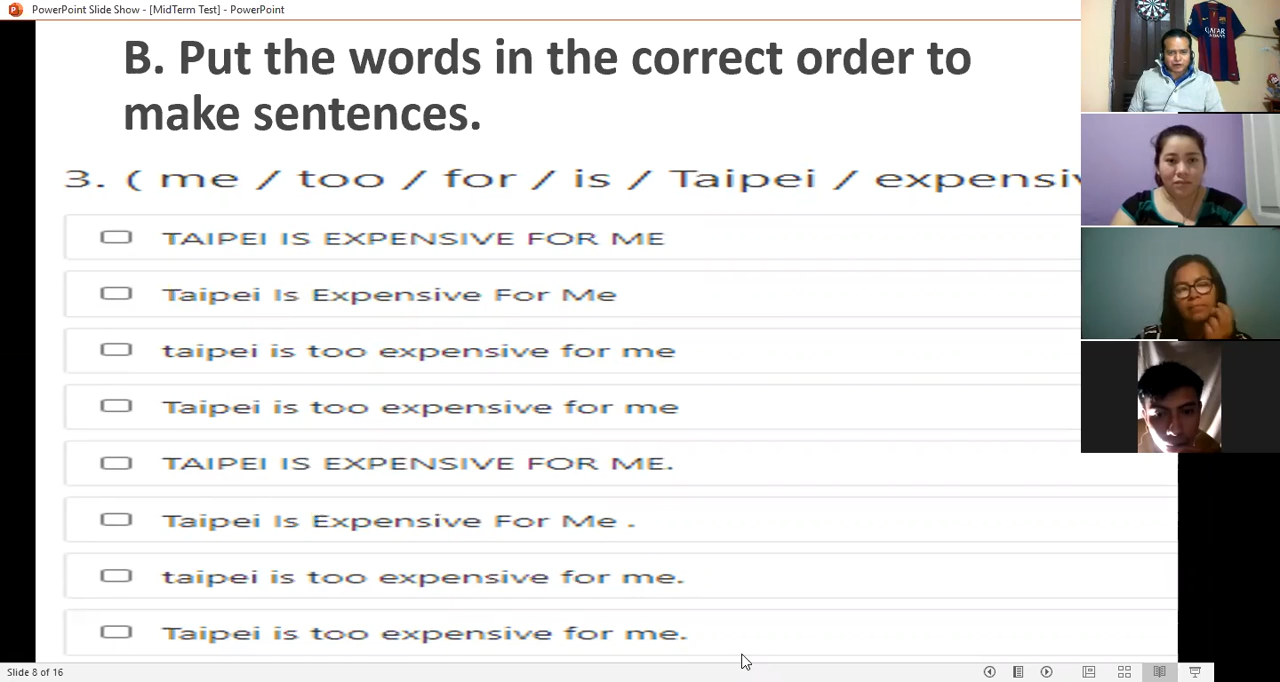 PowerPoint Slide Show - [MidTerm Test] - PowerPoint
B. Put the words in the correct order to
make sentences.
3. ( me / too / for / is / Taipei /
TAIPEI IS EXPENSIVE FOR ME
Taipei Is Expensive For Me
taipei is too expensive for me
Taipei is too expensive for me
TAIPEI IS EXPENSIVE FOR ME.
Taipei Is Expensive For Me .
taipei is too expensive for me.
Taipei is too expensive for me.
Slide 8 of 16
QATAR